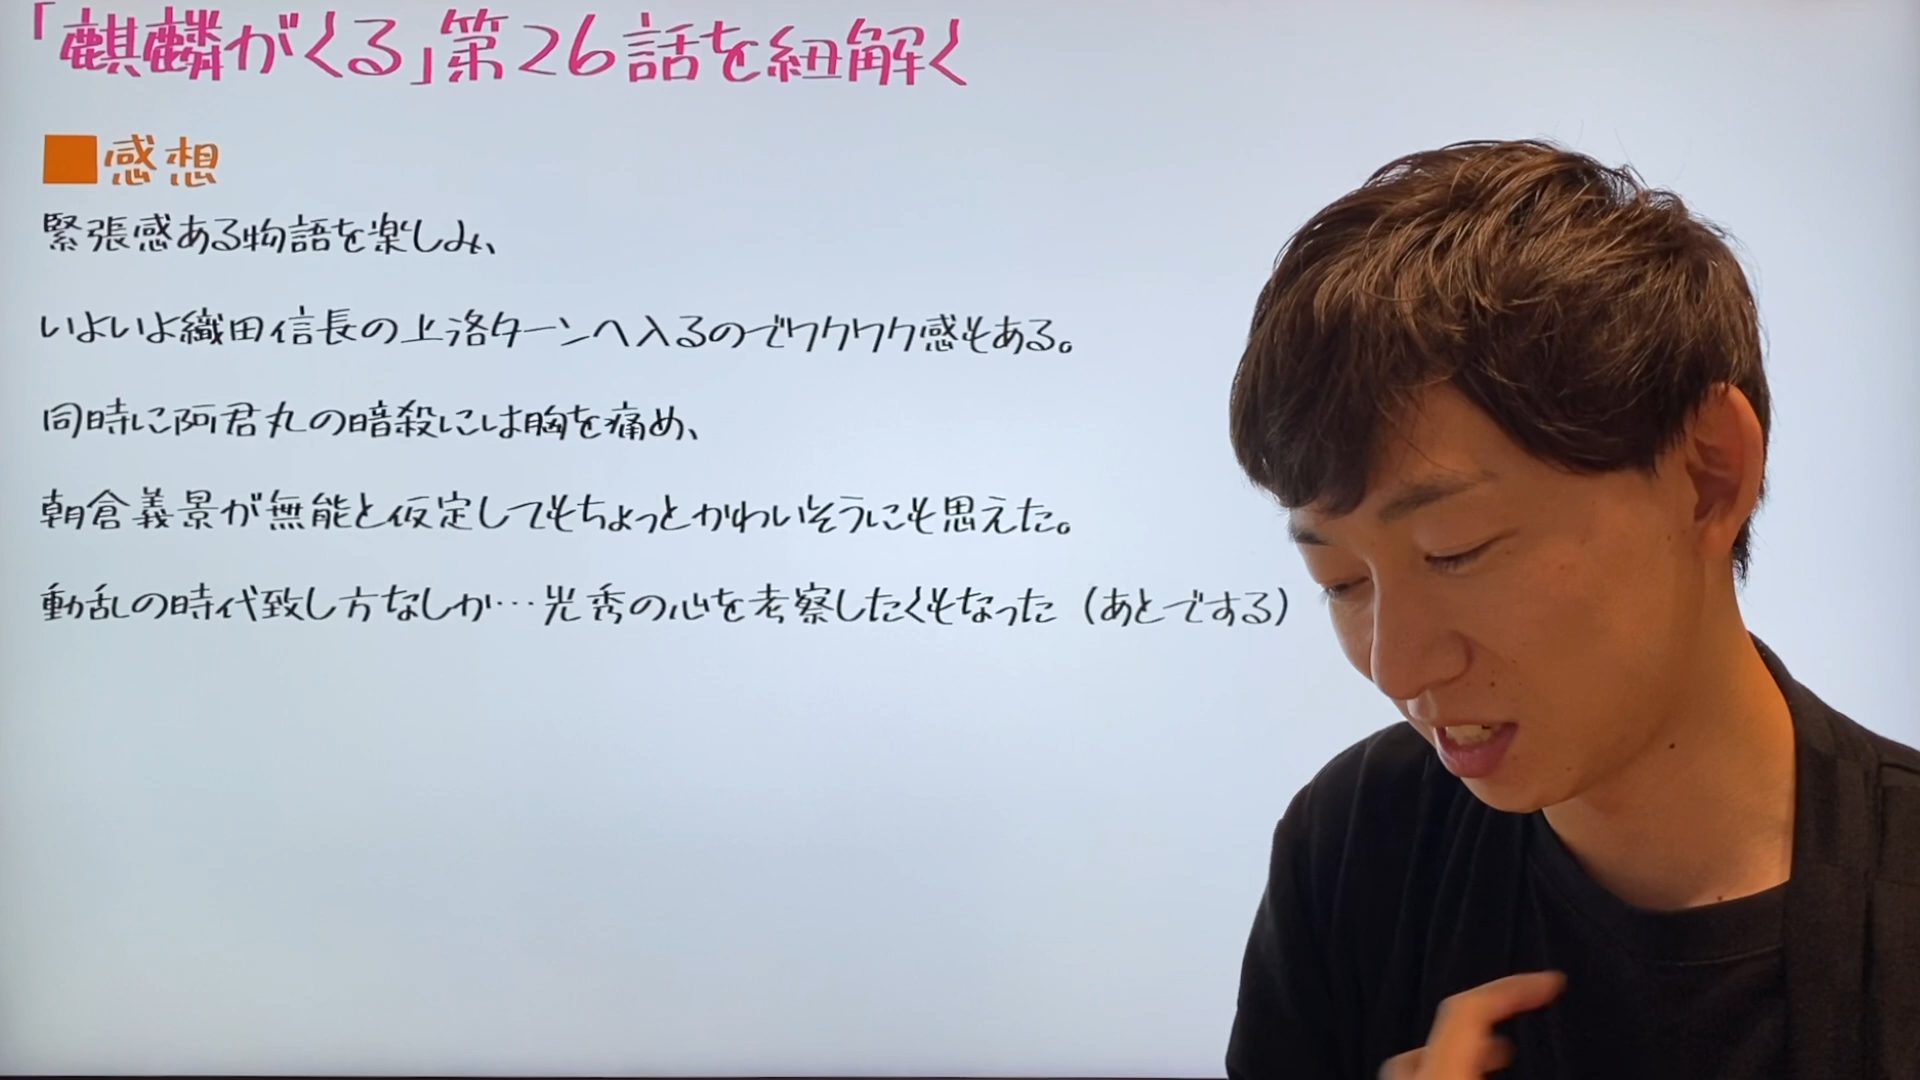 「麒麟がくる」第26話を紐解く
■感想
緊張感ある物語を楽しみ、
いよいよ織田信長の上洛ターンへ入るのでワクワク感もある。
同時に阿君丸の暗殺には胸を痛め、
朝倉義景が無能と仮定してもちょっとかわいそうにも思えた。
動乱の時代致し方なしか…光秀の心を考察したくもなった（あとでする）